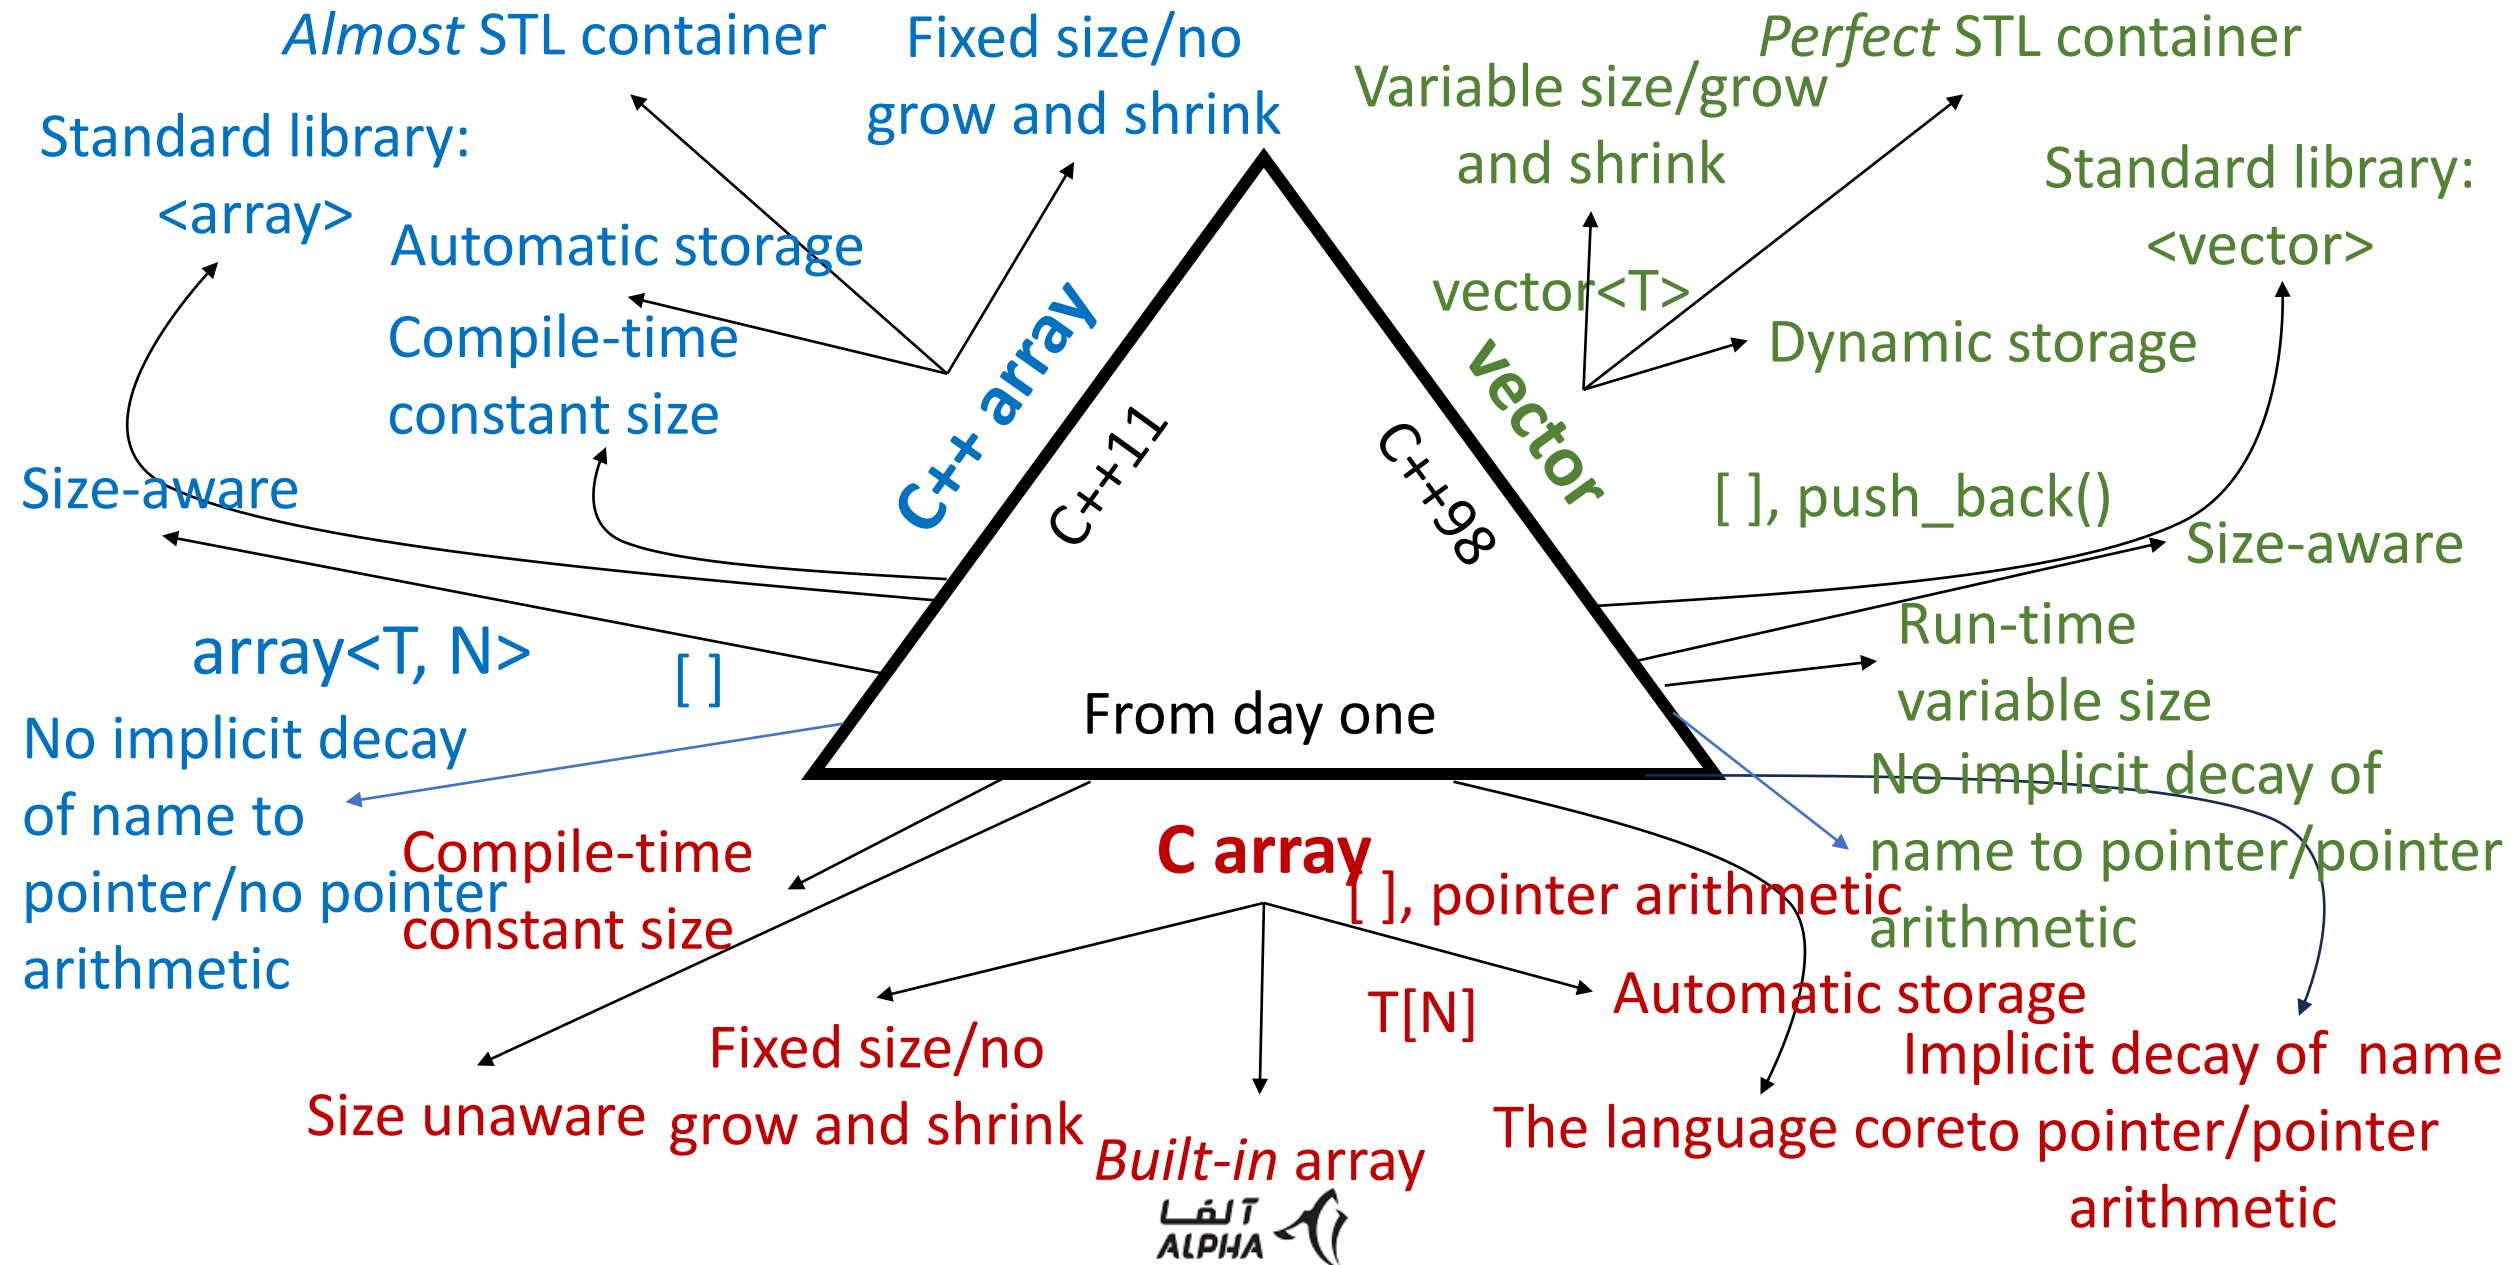 Almost STL container
Fixed size/no
grow and shrink
Perfect STL container
Variable size/grow
and shrink
Standard library:
<array>
Standard library:
<vector>
Automatic storage
Compile-time
constant size
vector<T>
Dynamic storage
C++ array
C++11
vector
C++98
Size-aware
[ ], push_back()
Size-aware
array<T, N>
[ ]
Run-time
variable size
From day one
No implicit decay
of name to
pointer/no pointer
arithmetic
No implicit decay of
name to pointer/pointer
arithmetic
Compile-time
constant size
C array
[ ], pointer arithmetic
T[N]
Automatic storage
Fixed size/no
grow and shrink
Size unaware
Built-in array
The language core
Implicit decay of name
to pointer/pointer
arithmetic
آلفا
ALPHA